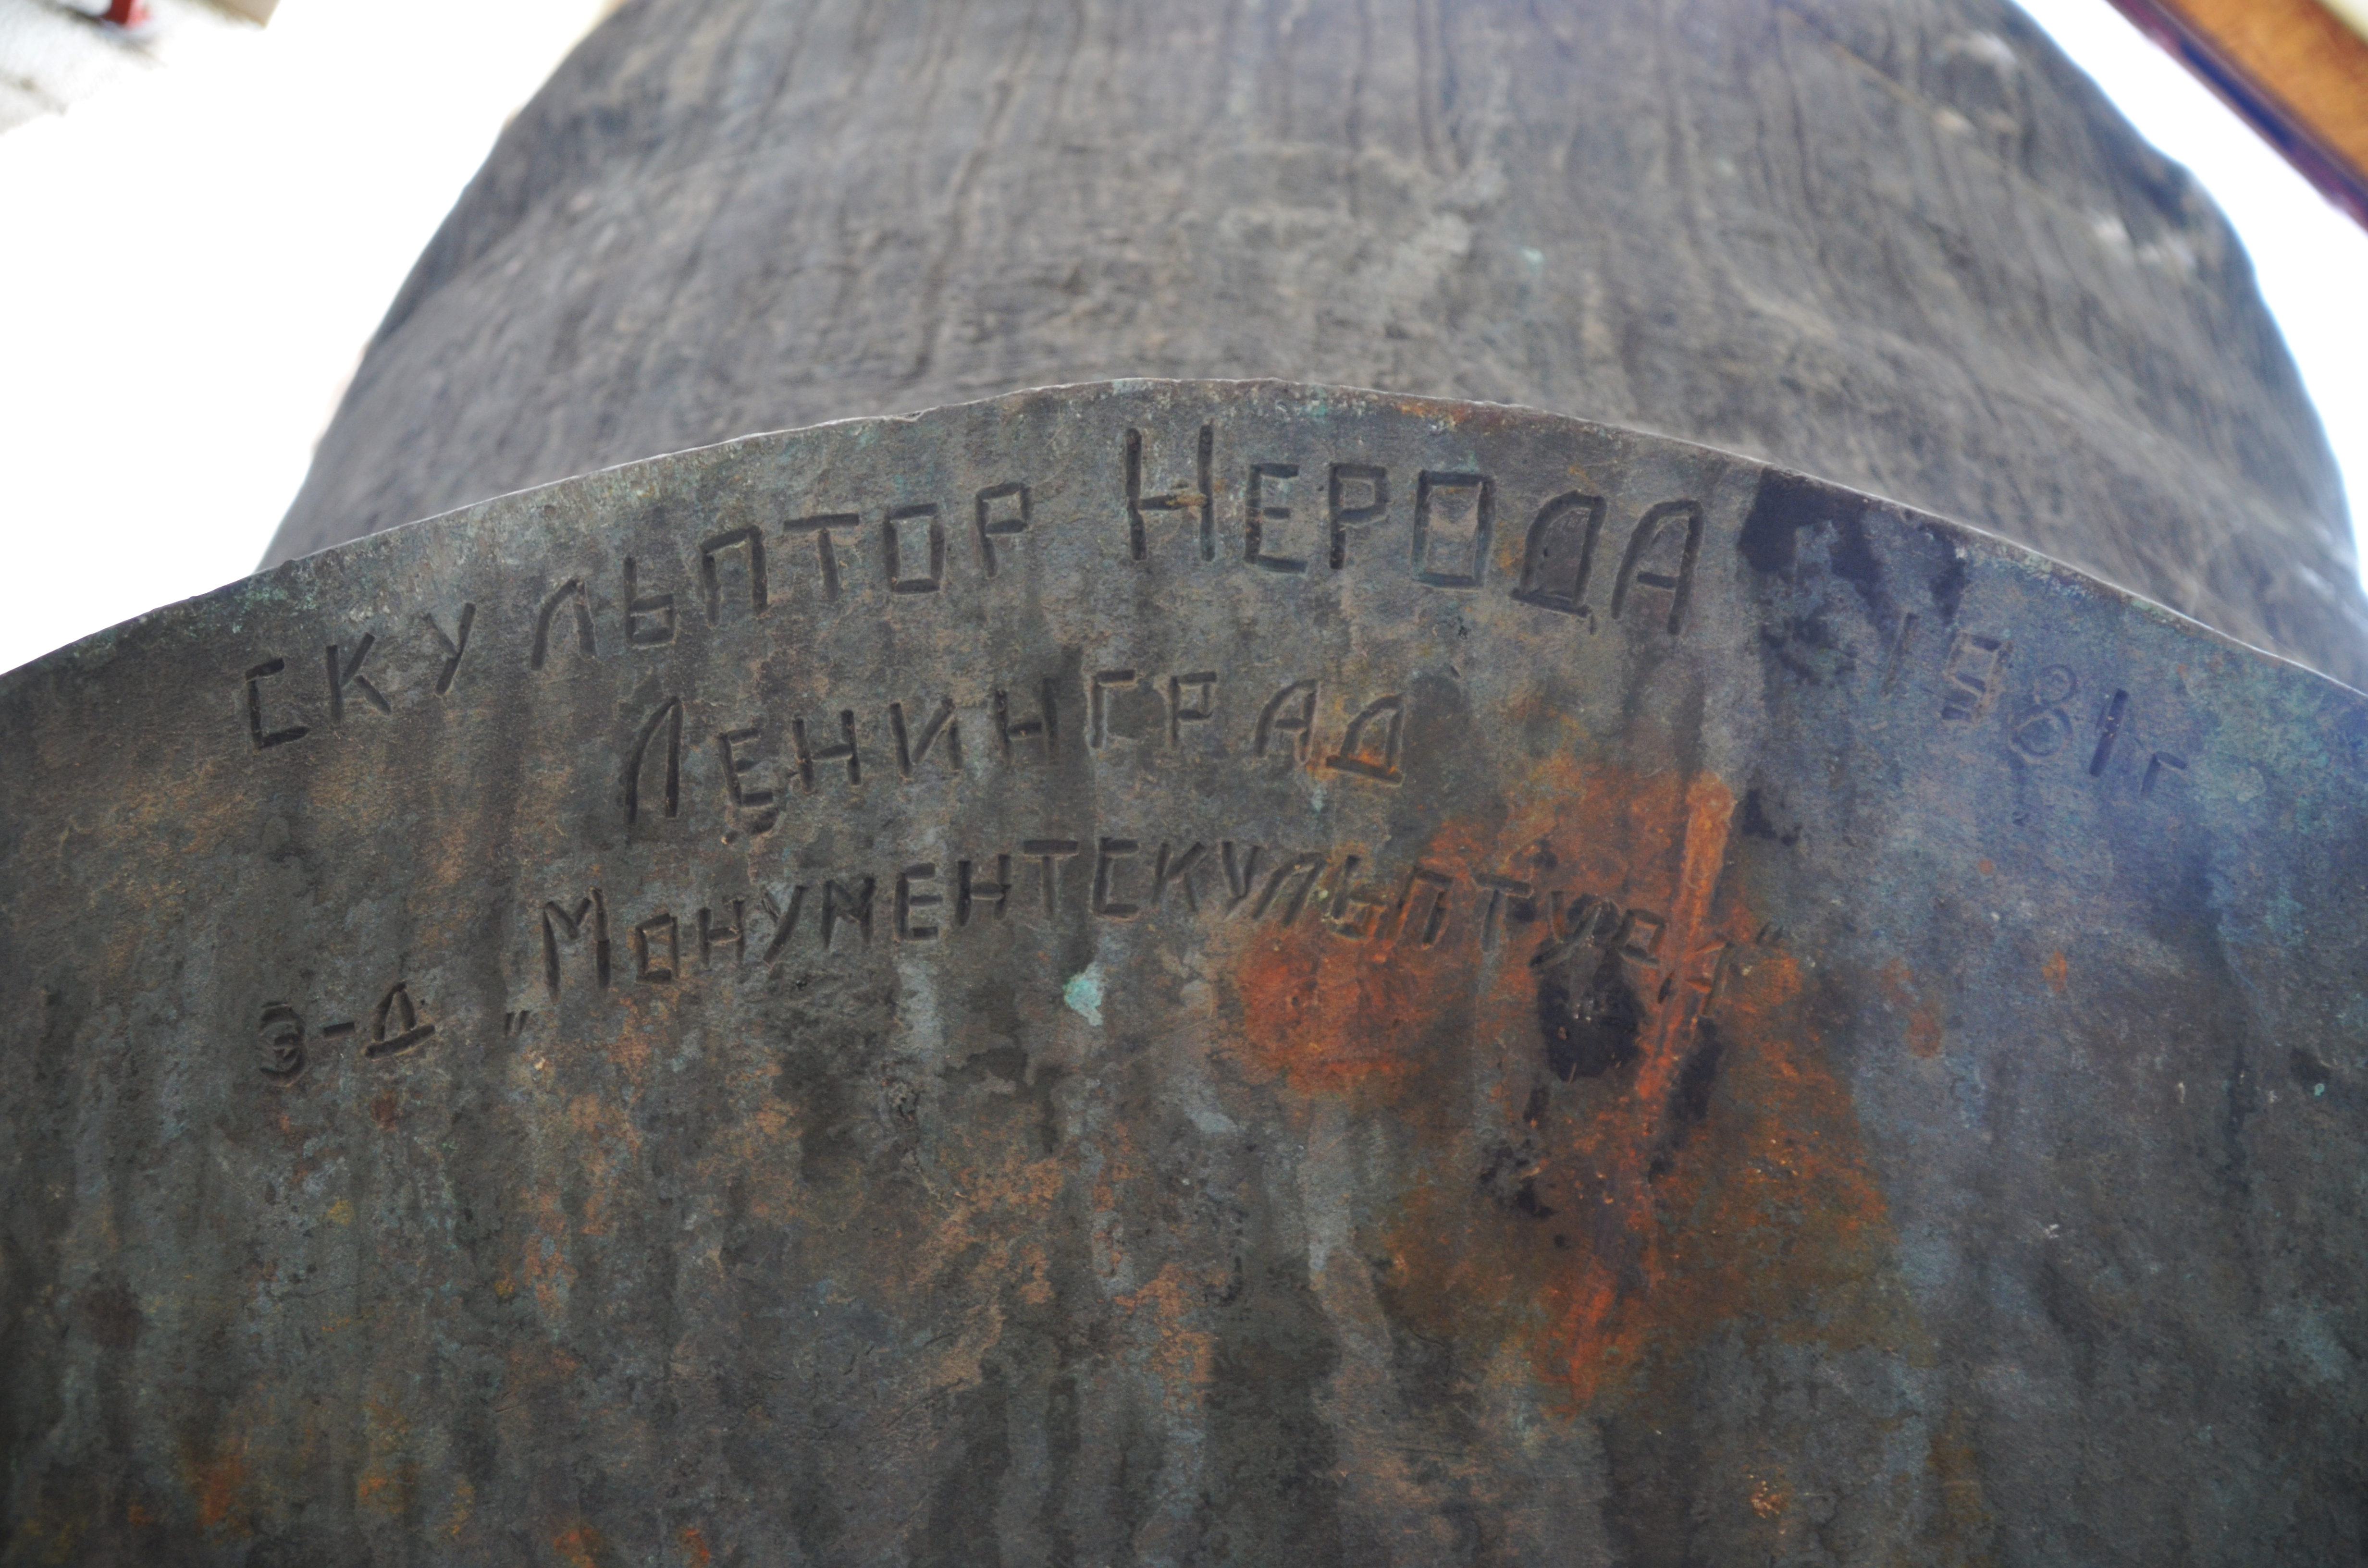 скульптор Нерода 1981г
Ленинград
з-д "Монументскульптура"